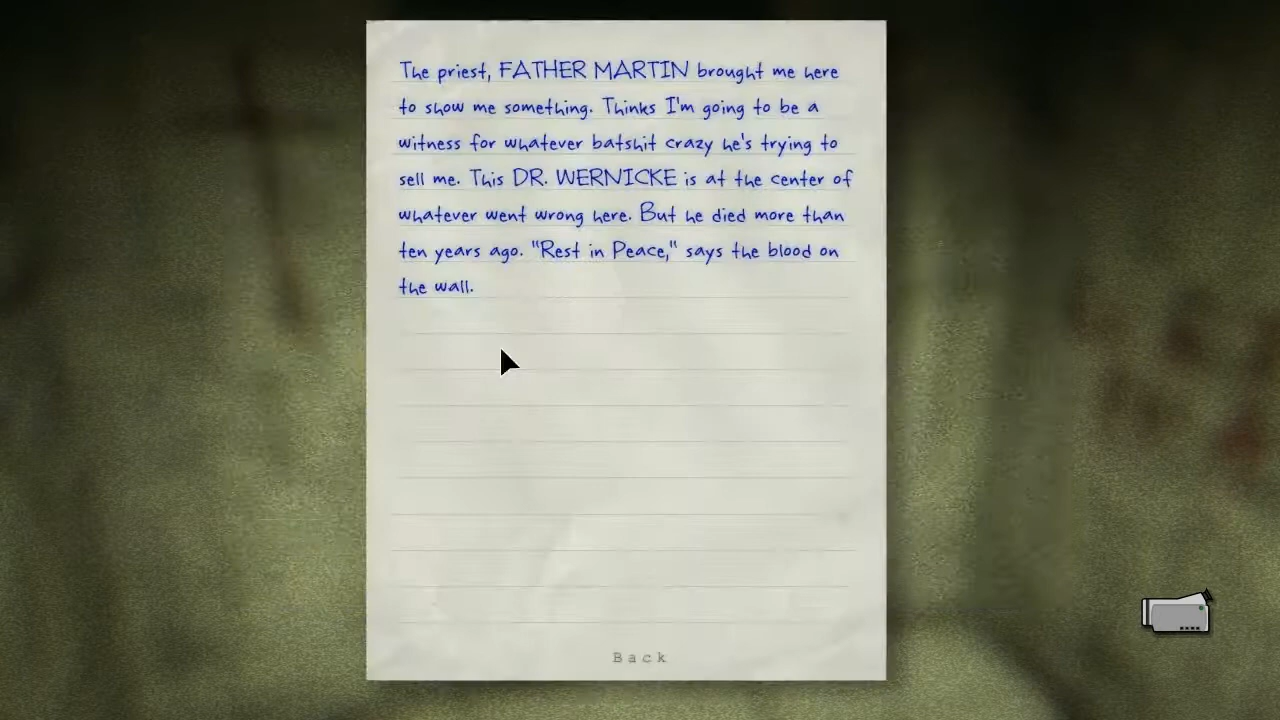 The priest, FATHER MARTIN brought me here
to show me something. Thinks I'm going to be a
witness for whatever batshit crazy he's trying to
sell me. This DR. WERNICKE is at the center of
whatever went wrong here. But he died more than
ten years ago. "Rest in Peace," says the blood on
the wall.
Back